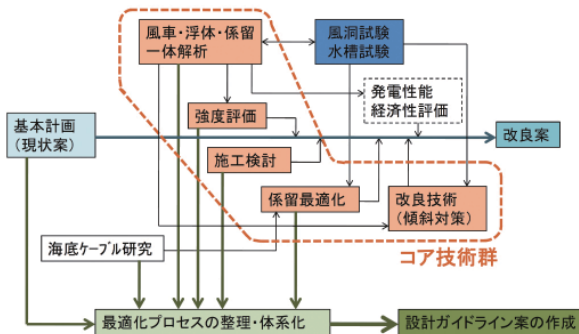 風車・浮体・係留
一体解析
風洞試験
水槽試験
発電性能
経済性評価
強度評価
基本計画
(現状案)
改良案
施工検討
係留最適化
改良技術
(傾斜対策)
コア技術群
海底ケーブル研究
最適化プロセスの整理・体系化
設計ガイドライン案の作成